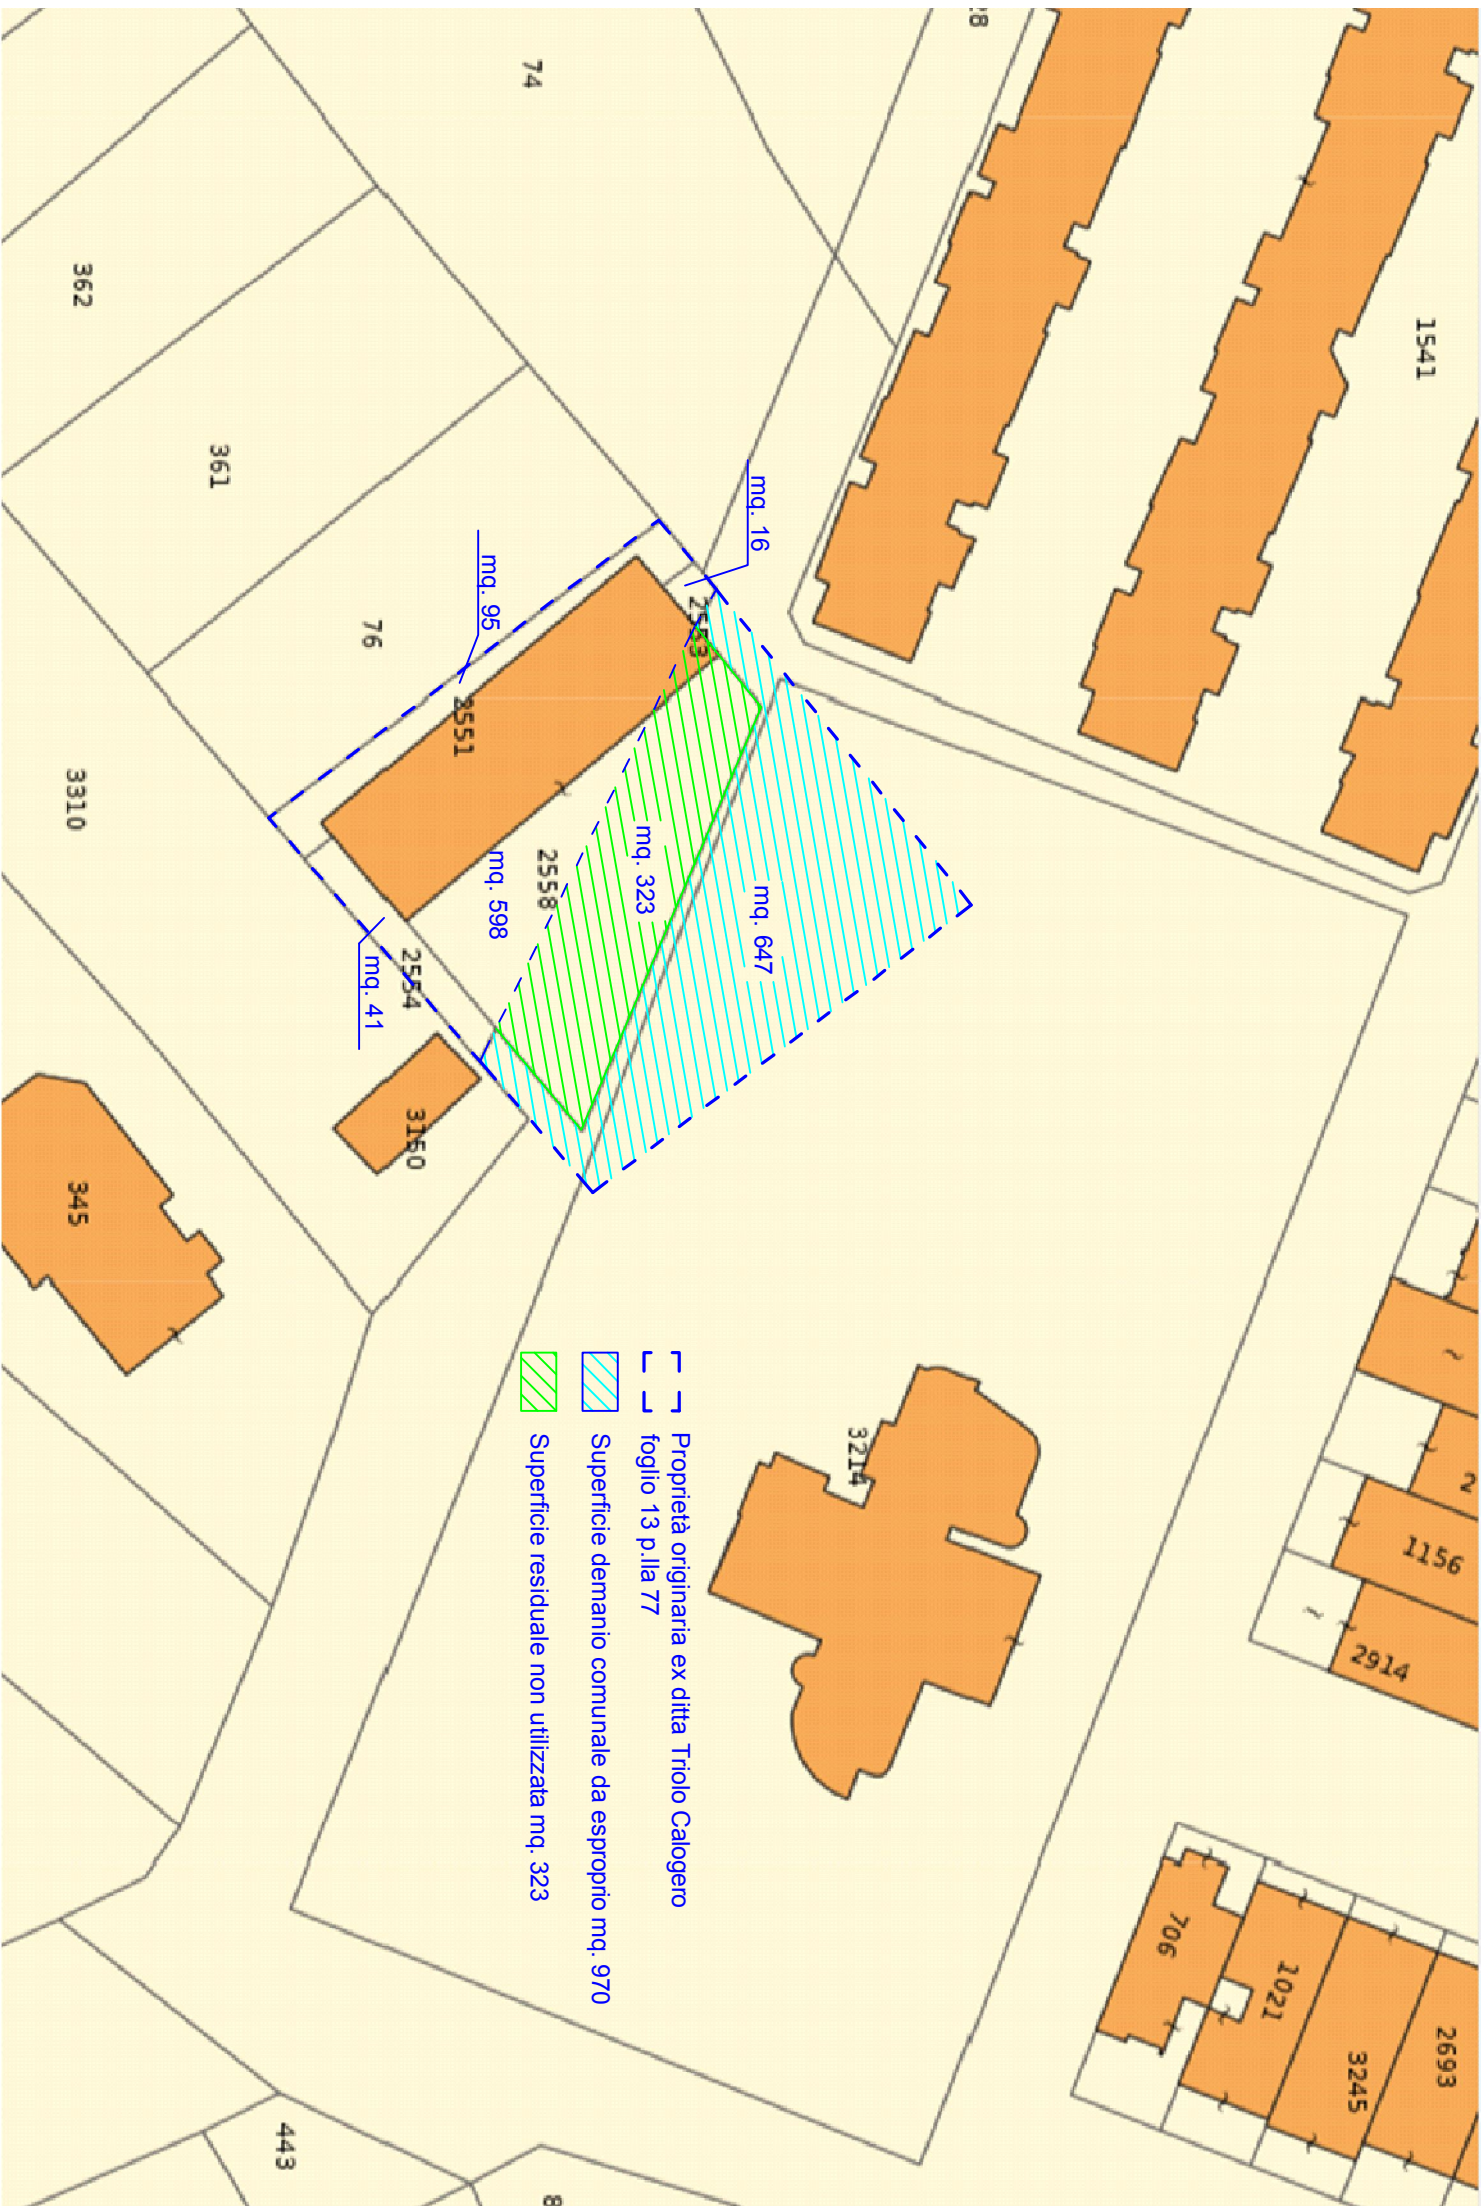 74
362
361
76
3310
345
1541
mq. 16
mq. 95
2551
2558
2554
3150
mq. 598
mq. 323
mq. 647
mq. 41
Proprietà originaria ex ditta Triolo Calogero
foglio 13 p.lla 77
Superficie demanio comunale da esproprio mq. 970
Superficie residuale non utilizzata mq. 323
3214
1156
2914
706
1021
3245
2693
443